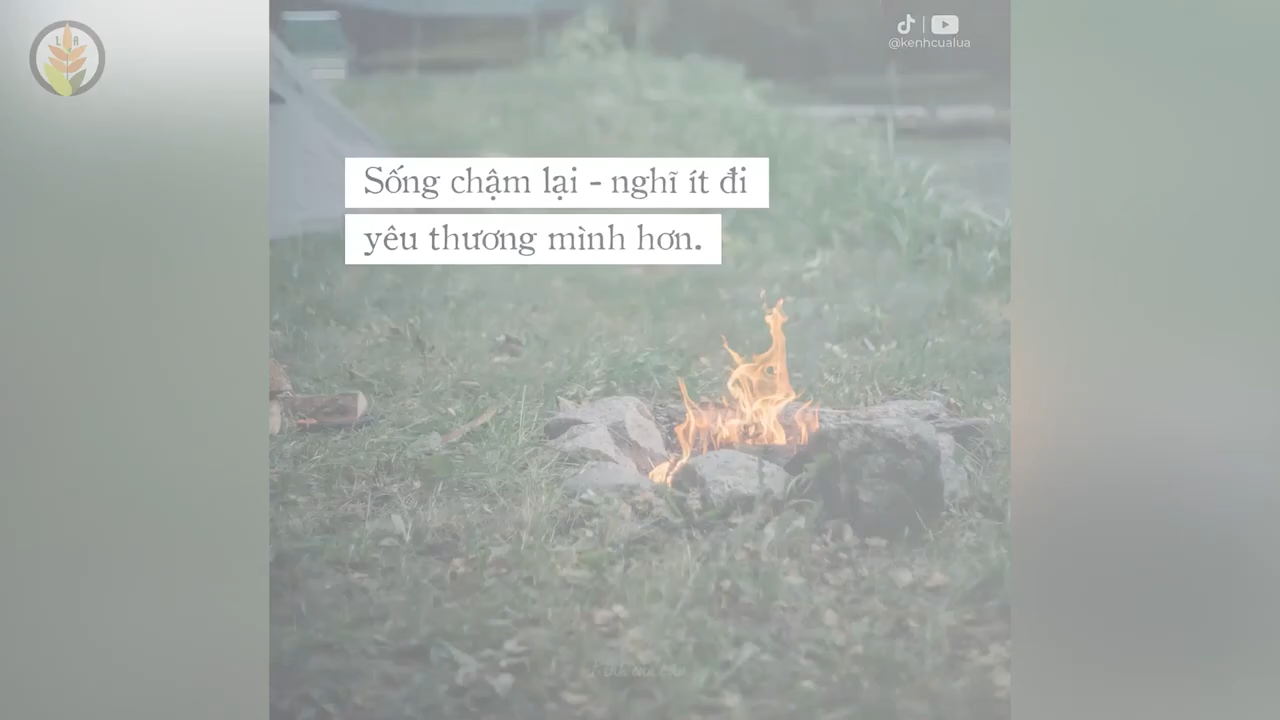 L A
@kenhcualua
Sống chậm lại - nghĩ ít đi
yêu thương mình hơn.